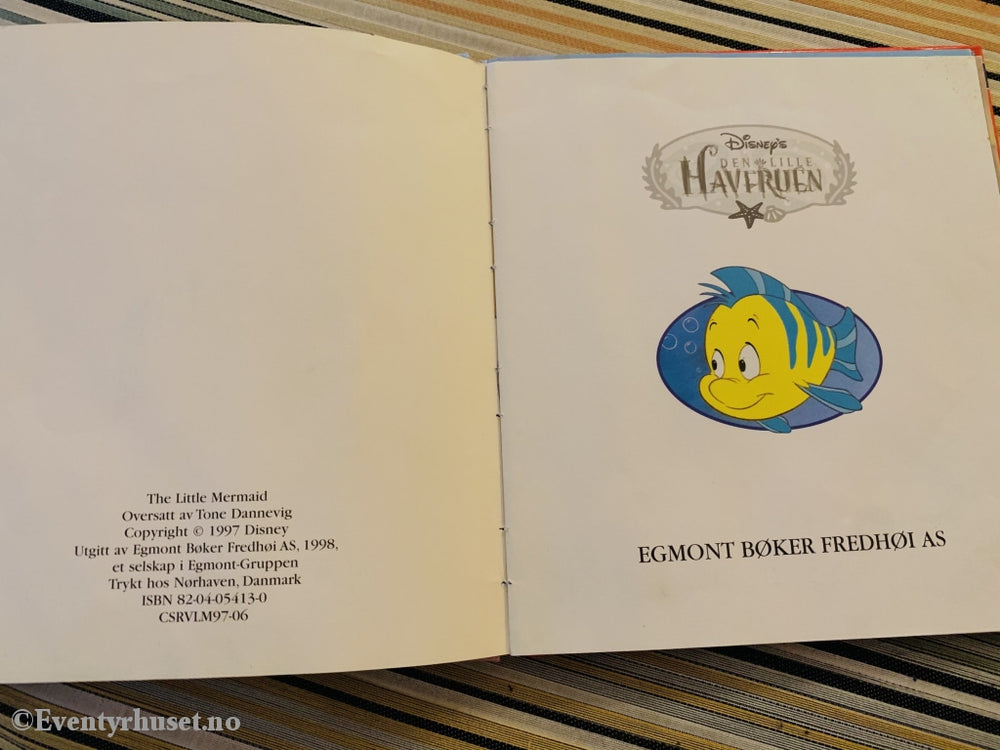 The Little Mermaid
Oversatt av Tone Dannevig
Copyright © 1997 Disney
Utgitt av Egmont Bøker Fredhøi AS, 1998,
et selskap i Egmont-Gruppen
Trykt hos Nørhaven, Danmark
ISBN 82-04-05413-0
CSRVLM97-06
DISNEY'S
DEN LILLE
HAVFRUEN
EGMONT BØKER FREDHØI AS
©Eventyrhuset.no